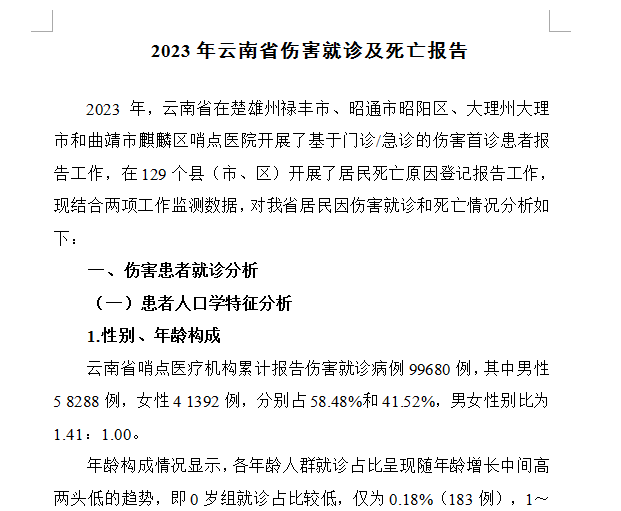 2023 年云南省伤害就诊及死亡报告
2023 年，云南省在楚雄州禄丰市、昭通市昭阳区、大理州大理
市和曲靖市麒麟区哨点医院开展了基于门诊/急诊的伤害首诊患者报
告工作，在 129 个县（市、区）开展了居民死亡原因登记报告工作，
现结合两项工作监测数据，对我省居民因伤害就诊和死亡情况分析如
下：
一、伤害患者就诊分析
（一）患者人口学特征分析
1.性别、年龄构成
云南省哨点医疗机构累计报告伤害就诊病例 99680 例，其中男性
5 8288 例，女性 4 1392 例，分别占 58.48%和 41.52%，男女性别比为
1.41：1.00。
年龄构成情况显示，各年龄人群就诊占比呈现随年龄增长中间高
两头低的趋势，即 0 岁组就诊占比较低，仅为 0.18%（183 例），1～